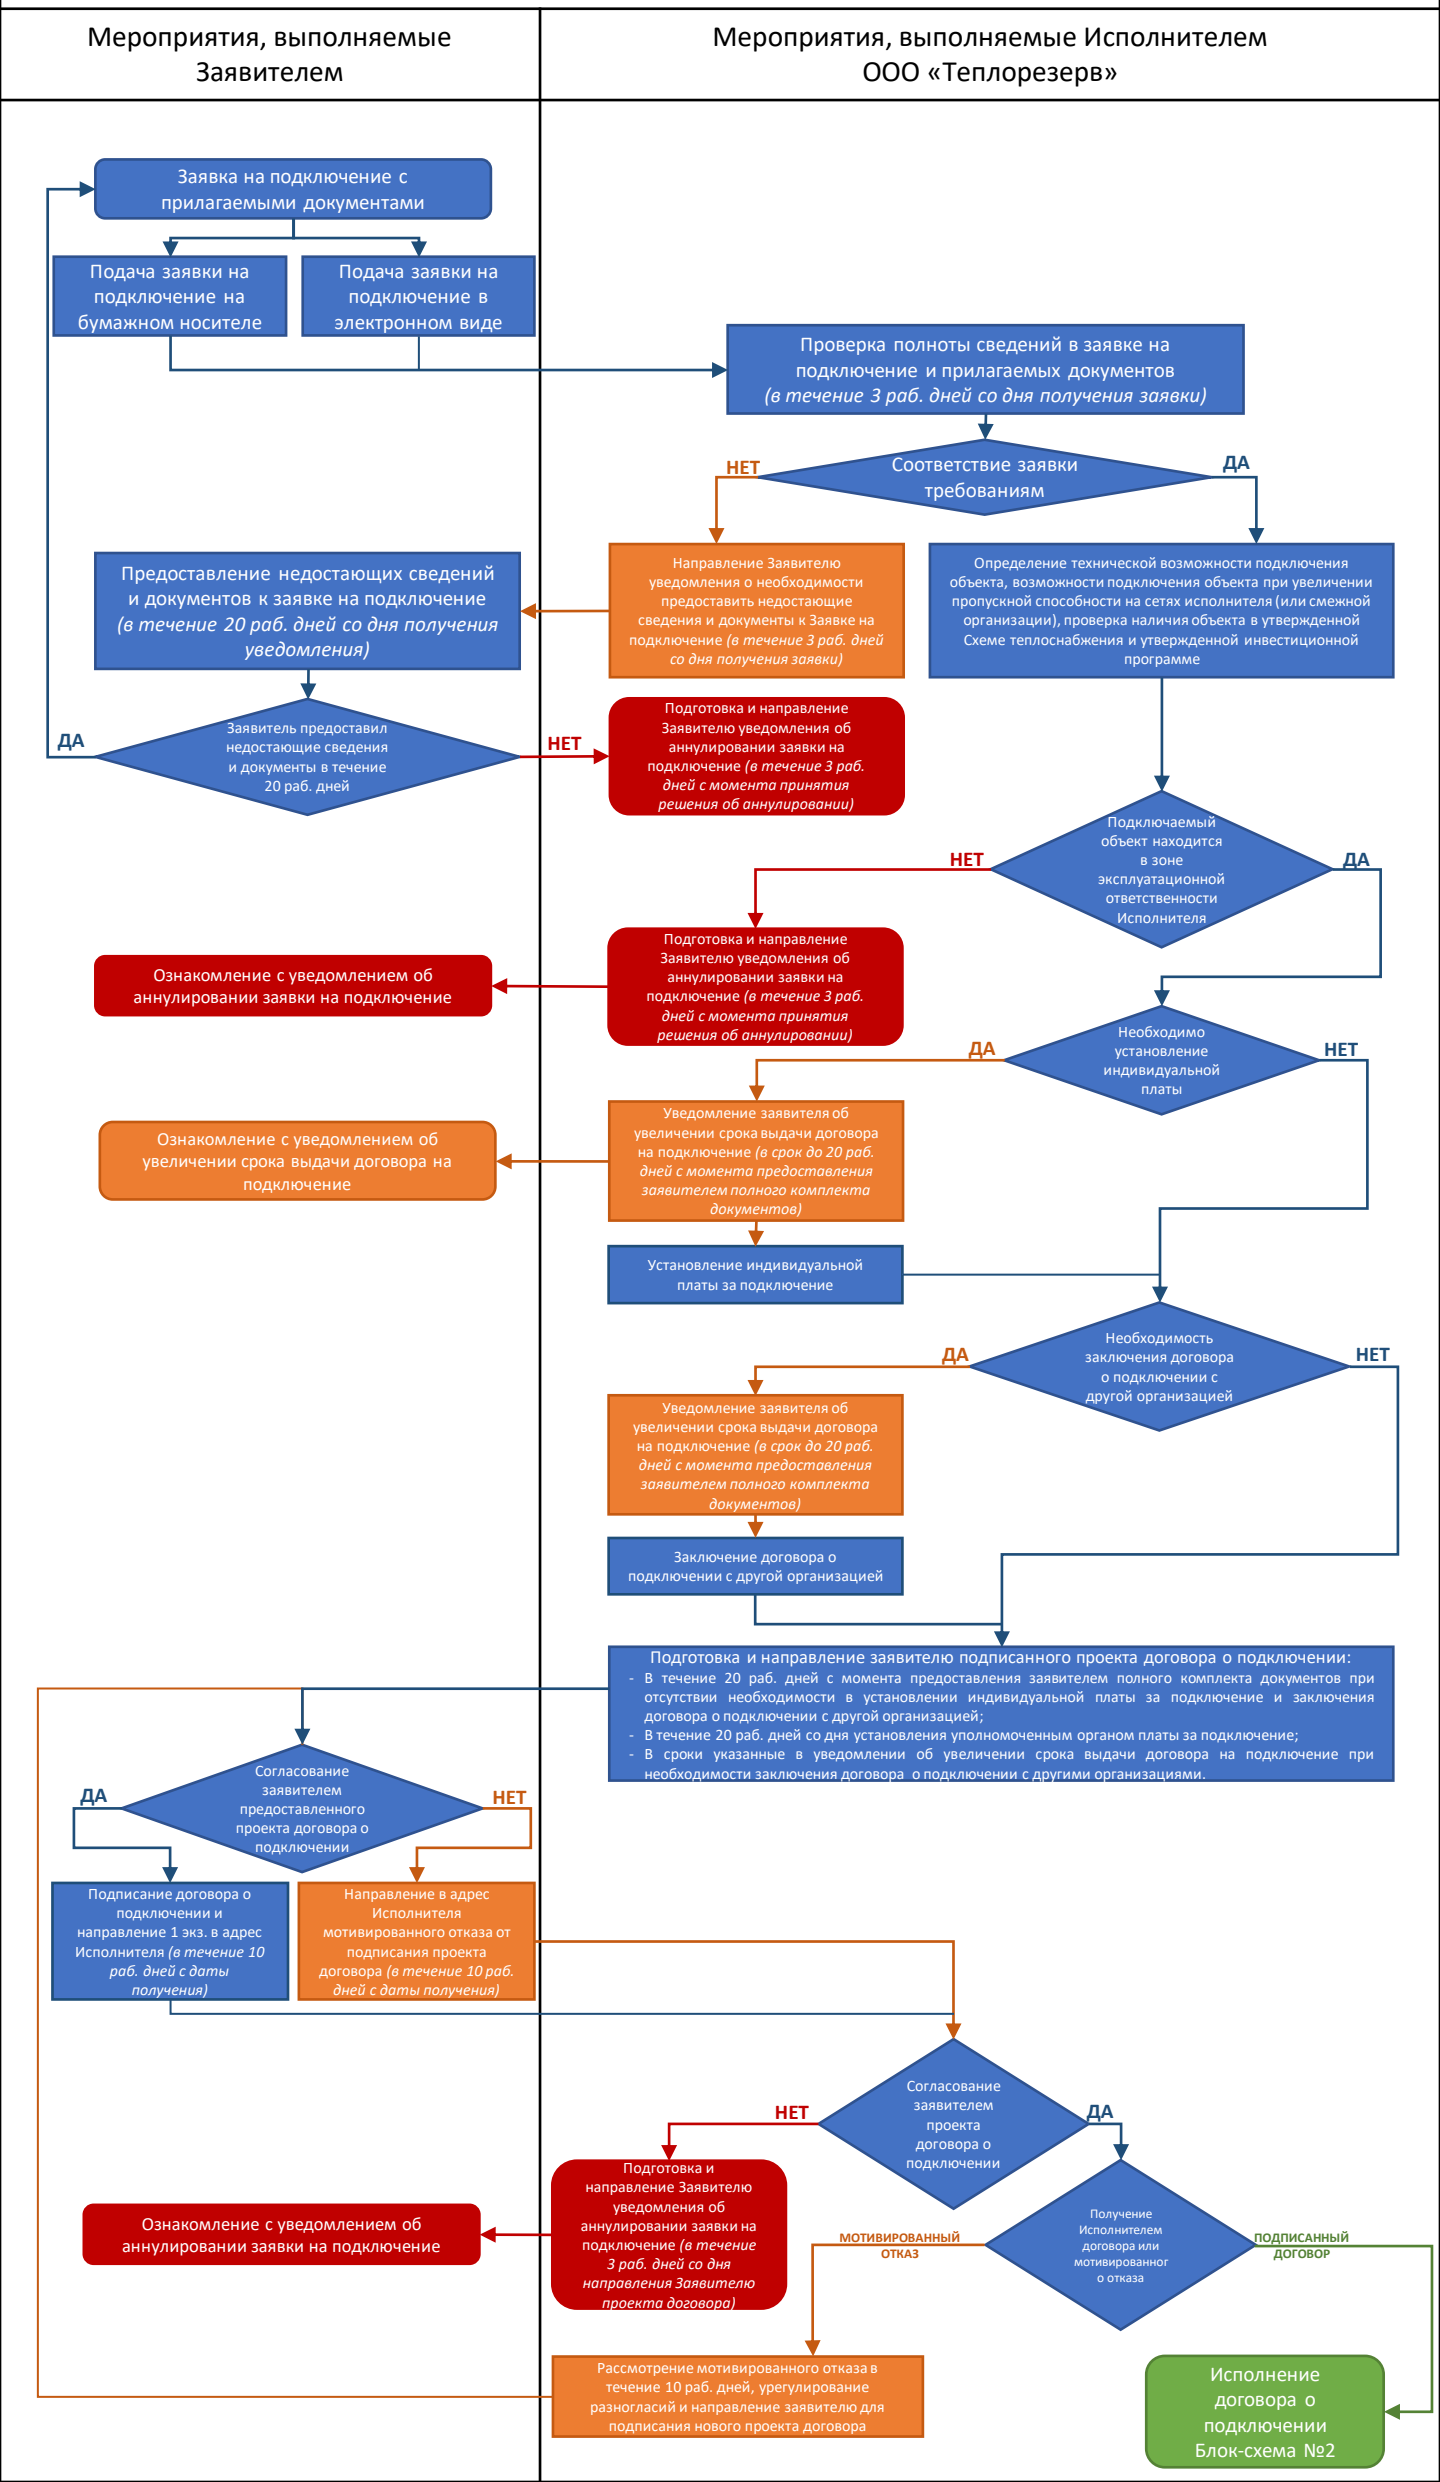 Мероприятия, выполняемые
Заявителем
Мероприятия, выполняемые Исполнителем
ООО «Теплорезерв»
Заявка на подключение с
прилагаемыми документами
Подача заявки на
подключение на
бумажном носителе
Подача заявки на
подключение в
электронном виде
Проверка полноты сведений в заявке на
подключение и прилагаемых документов
(в течение 3 раб. дней со дня получения заявки)
Соответствие заявки
требованиям
НЕТ
ДА
Направление Заявителю
уведомления о необходимости
предоставить недостающие
сведения и документы к Заявке на
подключение (в течение 3 раб. дней
со дня получения заявки)
Определение технической возможности подключения
объекта, возможности подключения объекта при увеличении
пропускной способности на сетях исполнителя (или смежной
организации), проверка наличия объекта в утвержденной
Схеме теплоснабжения и утвержденной инвестиционной
программе
Предоставление недостающих сведений
и документов к заявке на подключение
(в течение 20 раб. дней со дня получения
уведомления)
Заявитель предоставил
недостающие сведения
и документы в течение
20 раб. дней
ДА
НЕТ
Подготовка и направление
Заявителю уведомления об
аннулировании заявки на
подключение (в течение 3 раб.
дней с момента принятия
решения об аннулировании)
Подключаемый
объект находится
в зоне
эксплуатационной
ответственности
Исполнителя
НЕТ
ДА
Подготовка и направление
Заявителю уведомления об
аннулировании заявки на
подключение (в течение 3 раб.
дней с момента принятия
решения об аннулировании)
Ознакомление с уведомлением об
аннулировании заявки на подключение
Необходимо
установление
индивидуальной
платы
ДА
НЕТ
Уведомление заявителя об
увеличении срока выдачи договора
на подключение (в срок до 20 раб.
дней с момента предоставления
заявителем полного комплекта
документов)
Ознакомление с уведомлением об
увеличении срока выдачи договора на
подключение
Установление индивидуальной
платы за подключение
Необходимость
заключения договора
о подключении с
другой организацией
ДА
НЕТ
Уведомление заявителя об
увеличении срока выдачи договора
на подключение (в срок до 20 раб.
дней с момента предоставления
заявителем полного комплекта
документов)
Заключение договора о
подключении с другой организацией
Подготовка и направление заявителю подписанного проекта договора о подключении:
- В течение 20 раб. дней с момента предоставления заявителем полного комплекта документов при
отсутствии необходимости в установлении индивидуальной платы за подключение и заключения
договора о подключении с другой организацией;
- В течение 20 раб. дней со дня установления уполномоченным органом платы за подключение;
- В сроки указанные в уведомлении об увеличении срока выдачи договора на подключение при
необходимости заключения договора о подключении с другими организациями.
Согласование
заявителем
предоставленного
проекта договора о
подключении
ДА
НЕТ
Подписание договора о
подключении и
направление 1 экз. в адрес
Исполнителя (в течение 10
раб. дней с даты
получения)
Направление в адрес
Исполнителя
мотивированного отказа от
подписания проекта
договора (в течение 10 раб.
дней с даты получения)
Согласование
заявителем
проекта
договора о
подключении
НЕТ
ДА
Подготовка и
направление Заявителю
уведомления об
аннулировании заявки на
подключение (в течение
3 раб. дней со дня
направления Заявителю
проекта договора)
Ознакомление с уведомлением об
аннулировании заявки на подключение
Получение
Исполнителем
договора или
мотивированног
о отказа
МОТИВИРОВАННЫЙ
ОТКАЗ
ПОДПИСАННЫЙ
ДОГОВОР
Рассмотрение мотивированного отказа в
течение 10 раб. дней, урегулирование
разногласий и направление заявителю для
подписания нового проекта договора
Исполнение
договора о
подключении
Блок-схема №2